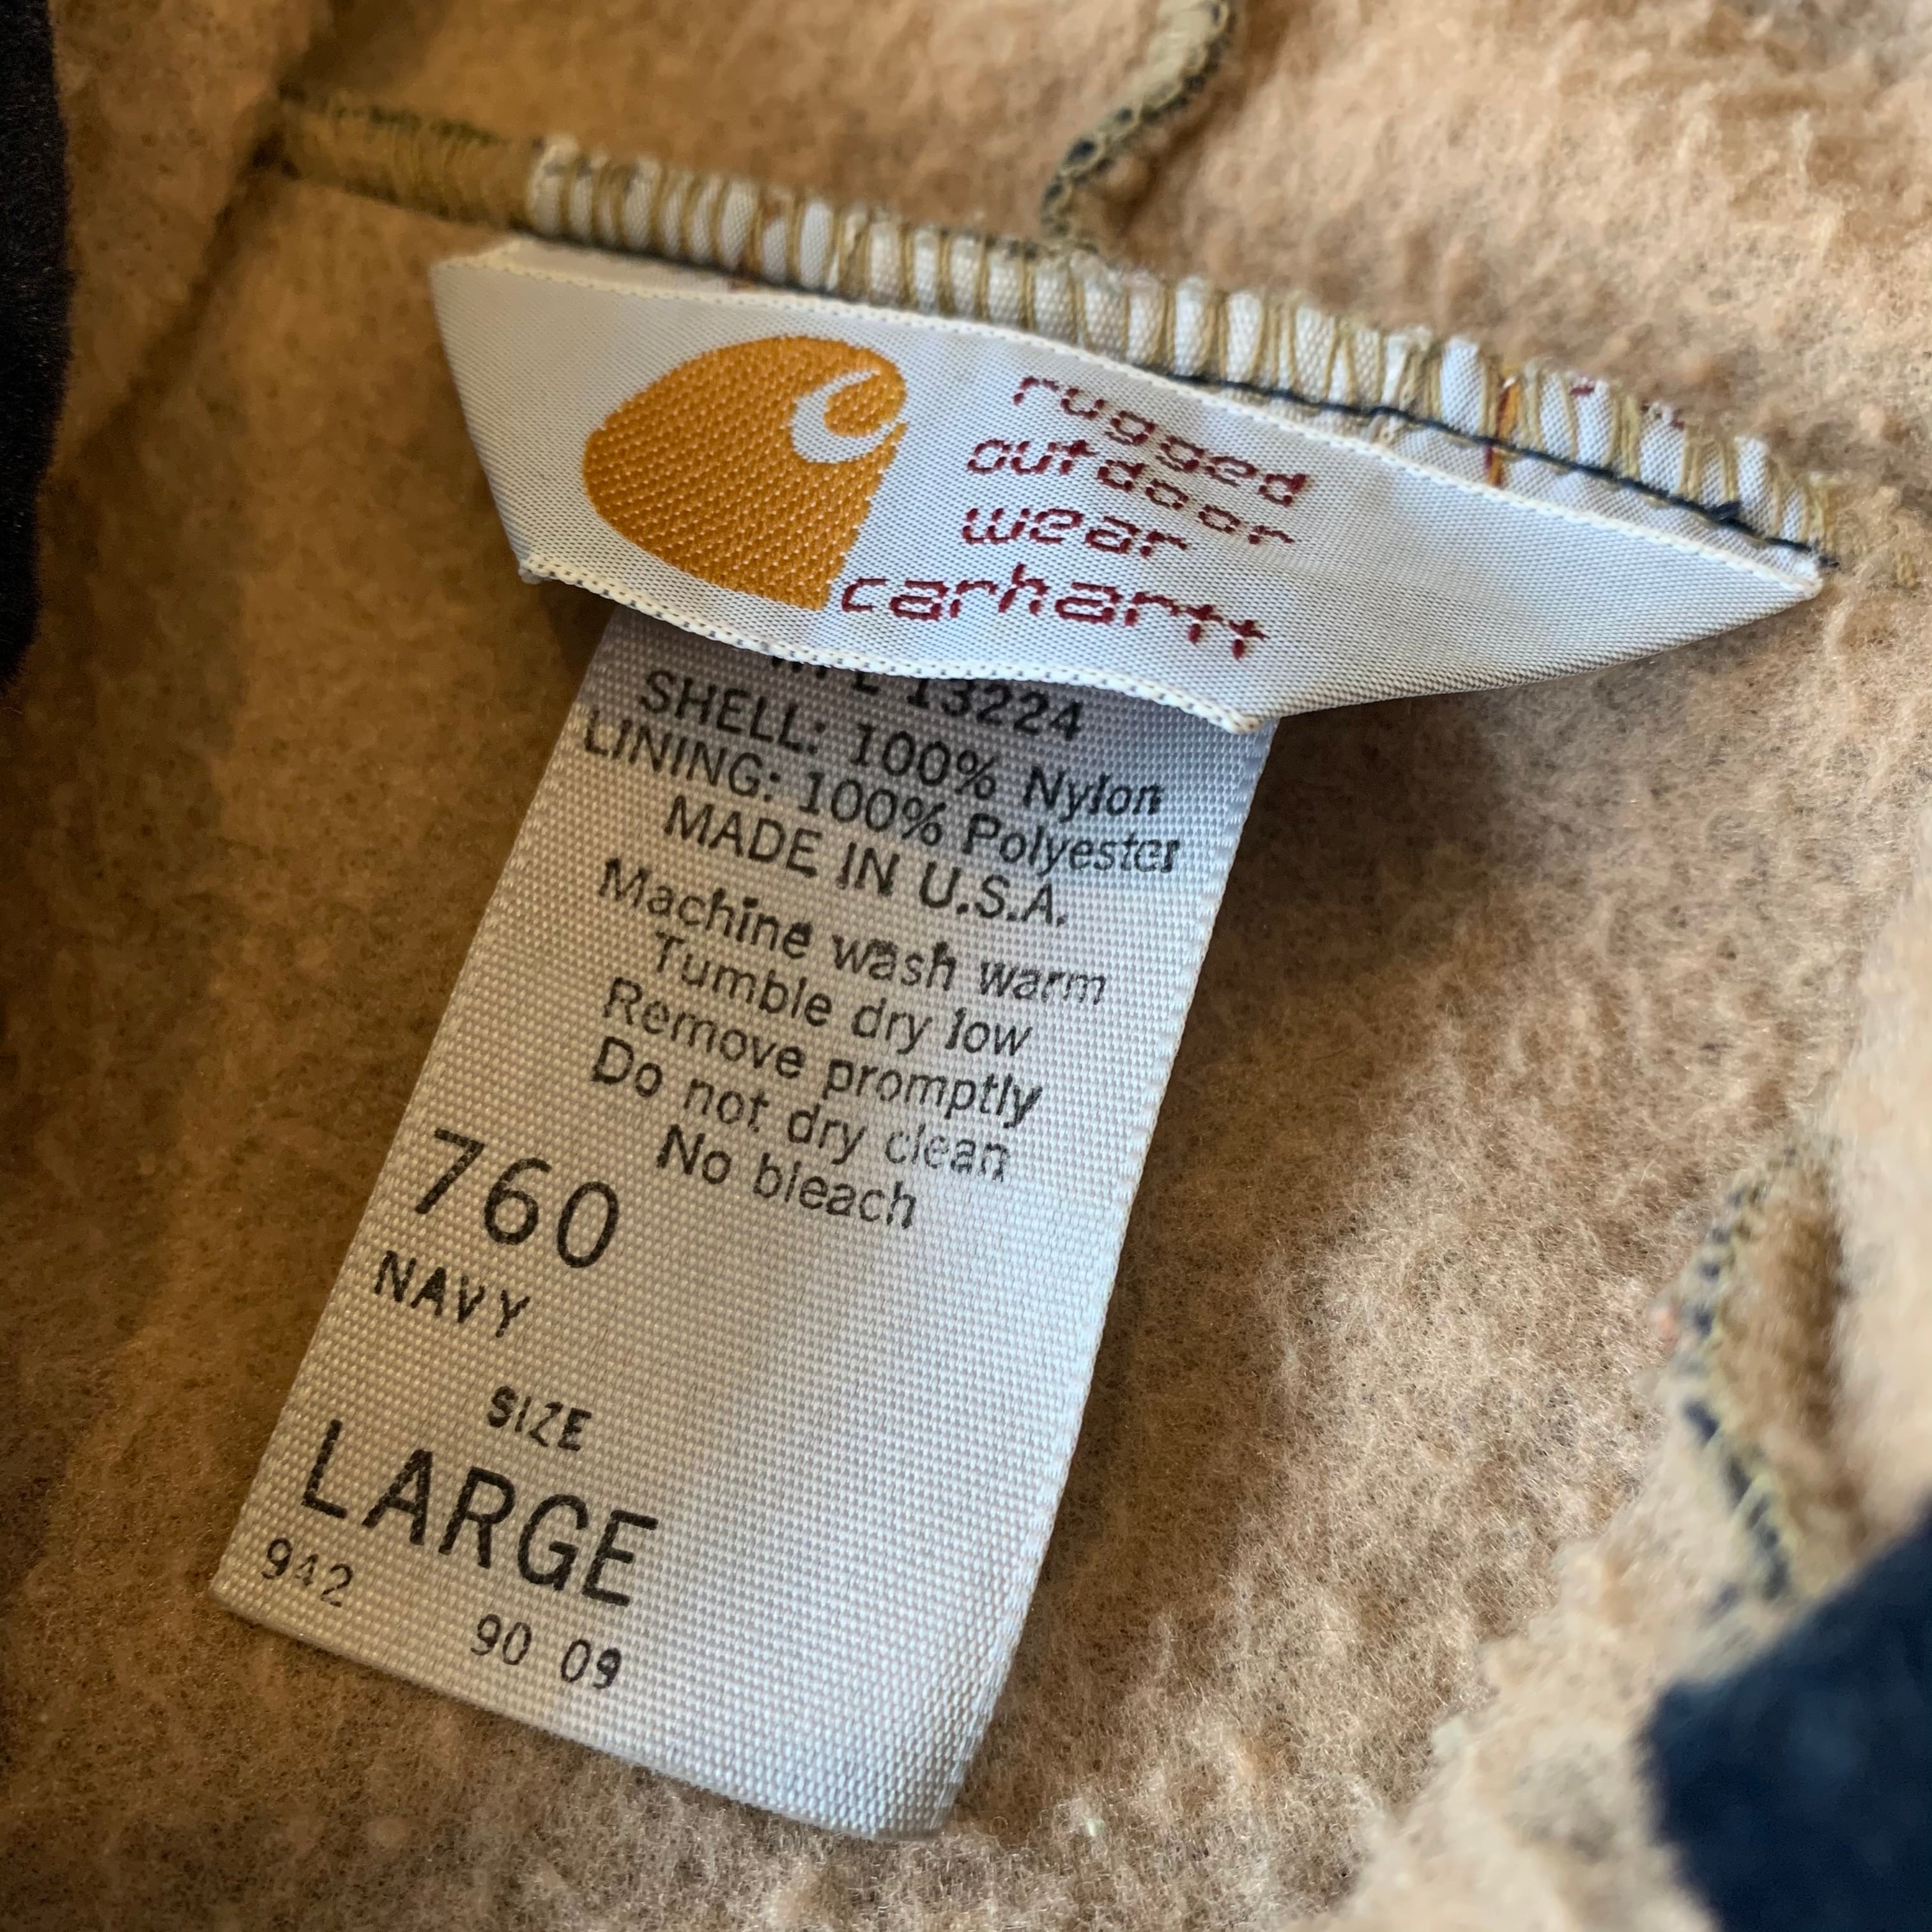 rugged
outdoor
wear
carhartt
13224
SHELL: 100% Nylon
LINING: 100% Polyester
MADE IN U.S.A.
Machine wash warm
Tumble dry low
Remove promptly
Do not dry clean
No bleach
760
NAVY
SIZE
LARGE
942
90 09